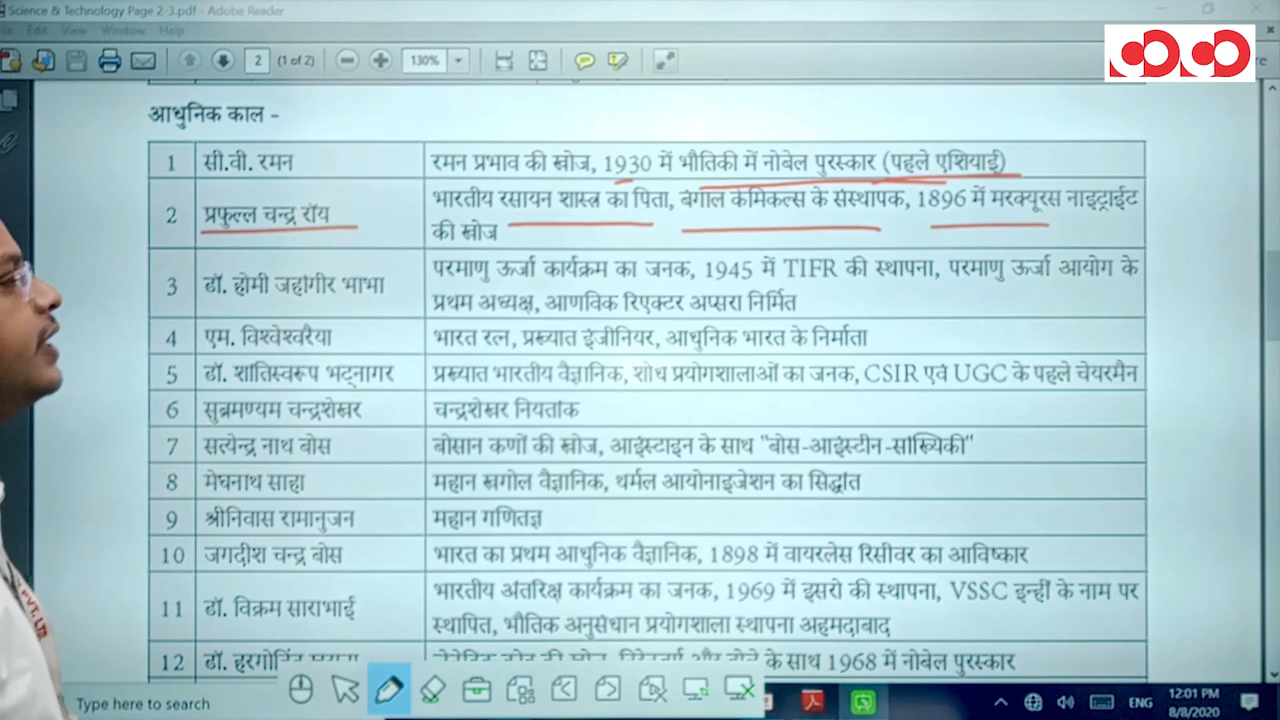 Science & Technology Page 2-3.pdf - Adobe Reader
Edit View Window Help
2 (1 of 2) 130%
आधुनिक काल -
1 सी.वी. रमन रमन प्रभाव की खोज, 1930 में भौतिकी में नोबेल पुरस्कार (पहले एशियाई)
2 प्रफुल्ल चन्द्र रॉय भारतीय रसायन शास्त्र का पिता, बंगाल केमिकल्स के संस्थापक, 1896 में मरक्यूरस नाइट्राईट
की खोज
3 डॉ. होमी जहांगीर भाभा परमाणु ऊर्जा कार्यक्रम का जनक, 1945 में TIFR की स्थापना, परमाणु ऊर्जा आयोग के
प्रथम अध्यक्ष, आणविक रिएक्टर अप्सरा निर्मित
4 एम. विश्वेश्वरैया भारत रत्न, प्रख्यात इंजीनियर, आधुनिक भारत के निर्माता
5 डॉ. शांतिस्वरूप भट्नागर प्रख्यात भारतीय वैज्ञानिक, शोध प्रयोगशालाओं का जनक, CSIR एवं UGC के पहले चेयरमैन
6 सुब्रमण्यम चन्द्रशेखर चन्द्रशेखर नियतांक
7 सत्येन्द्र नाथ बोस बोसान कणों की खोज, आइंस्टाइन के साथ "बोस-आइंस्टीन-सांख्यिकी"
8 मेघनाथ साहा महान खगोल वैज्ञानिक, थर्मल आयोनाइजेशन का सिद्धांत
9 श्रीनिवास रामानुजन महान गणितज्ञ
10 जगदीश चन्द्र बोस भारत का प्रथम आधुनिक वैज्ञानिक, 1898 में वायरलेस रिसीवर का आविष्कार
11 डॉ. विक्रम साराभाई भारतीय अंतरिक्ष कार्यक्रम का जनक, 1969 में इसरो की स्थापना, VSSC इन्हीं के नाम पर
स्थापित, भौतिक अनुसंधान प्रयोगशाला स्थापना अहमदाबाद
12 डॉ. के साथ 1968 में नोबेल पुरस्कार
Type here to search ENG 12:01 PM
8/8/2020